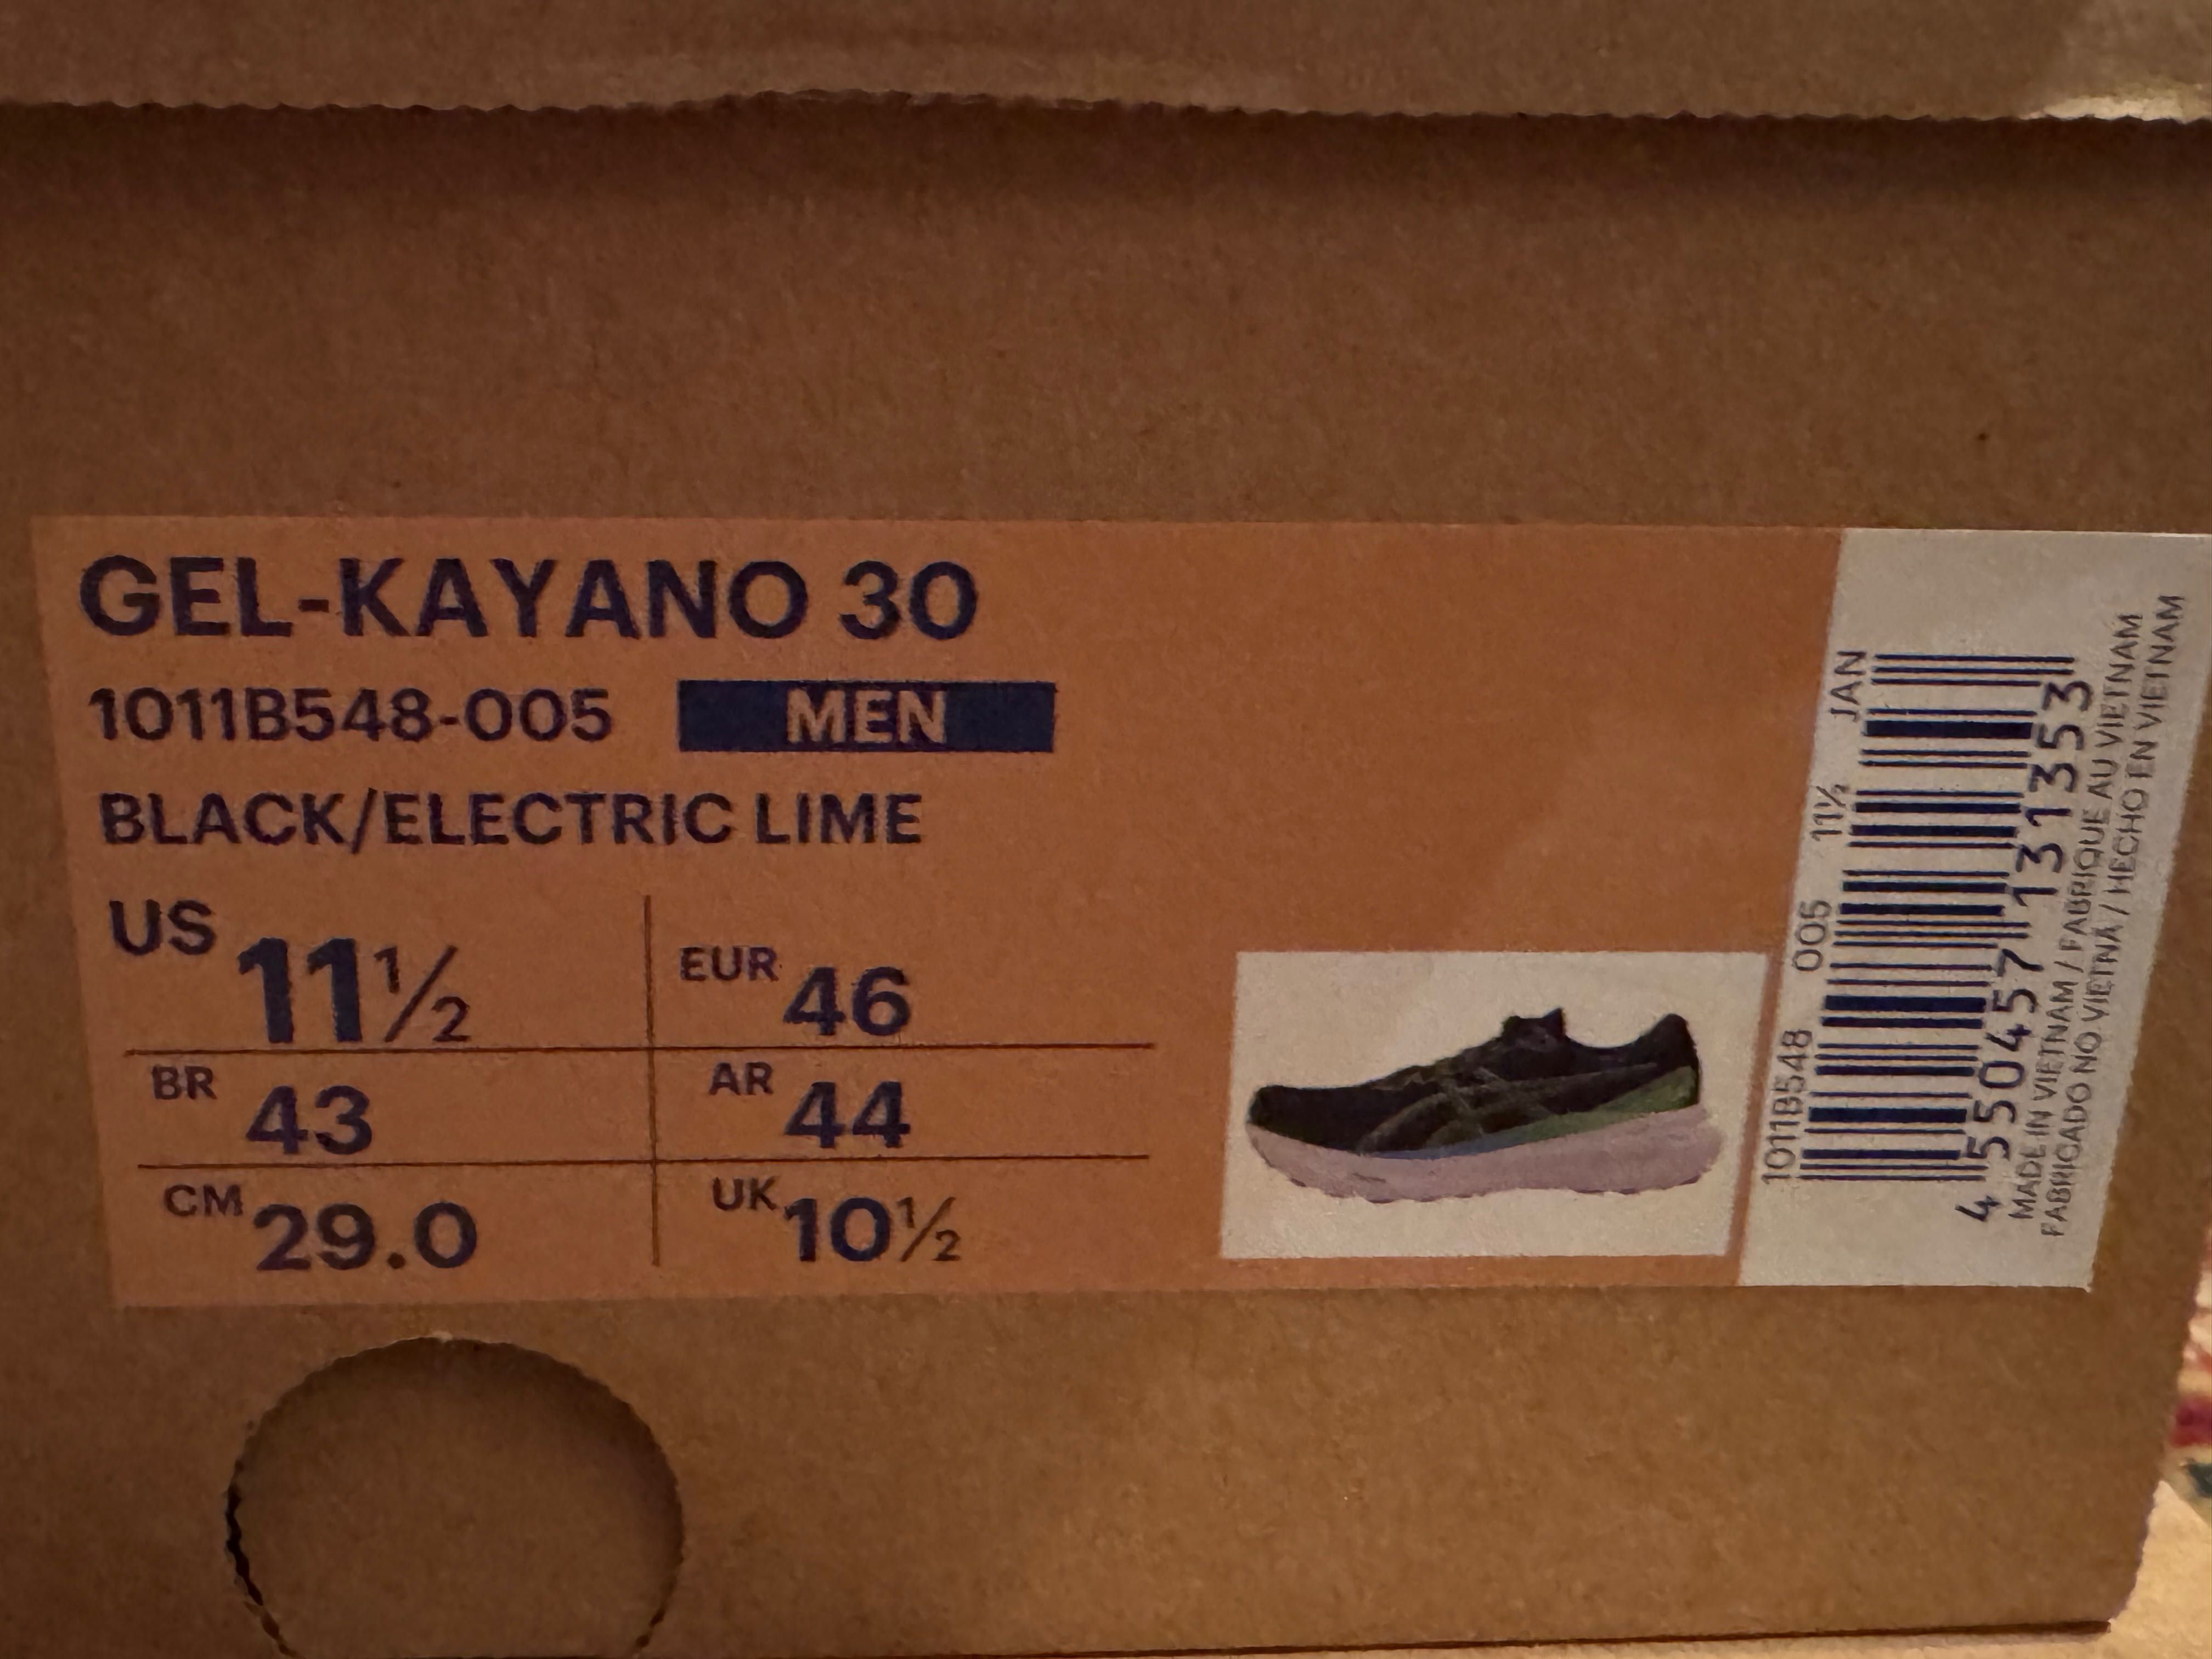 GEL-KAYANO 30
1011B548-005 MEN
BLACK/ELECTRIC LIME
US 11½ EUR 46
BR 43 AR 44
CM 29.0 UK 10½
1011B548 005 11½ JAN
4 550457 131353
MADE IN VIETNAM / FABRIQUE AU VIETNAM
FABRICADO NO VIETNÃ / HECHO EN VIETNAM